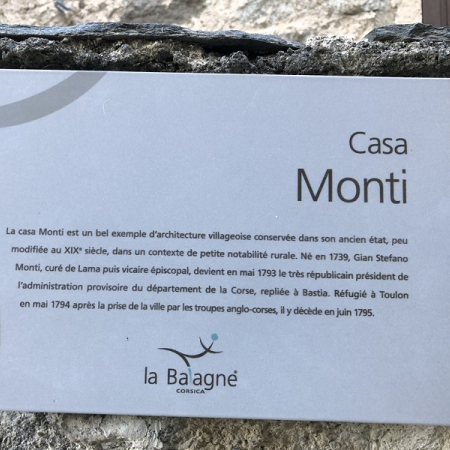 Casa
Monti
La casa Monti est un bel exemple d'architecture villageoise conservée dans son ancien état, peu
modifiée au XIXe siècle, dans un contexte de petite notabilité rurale. Né en 1739, Gian Stefano
Monti, curé de Lama puis vicaire épiscopal, devient en mai 1793 le très républicain président de
l'administration provisoire du département de la Corse, repliée à Bastia. Réfugié à Toulon
en mai 1794 après la prise de la ville par les troupes anglo-corses, il y décède en juin 1795.
la Balagne
CORSICA